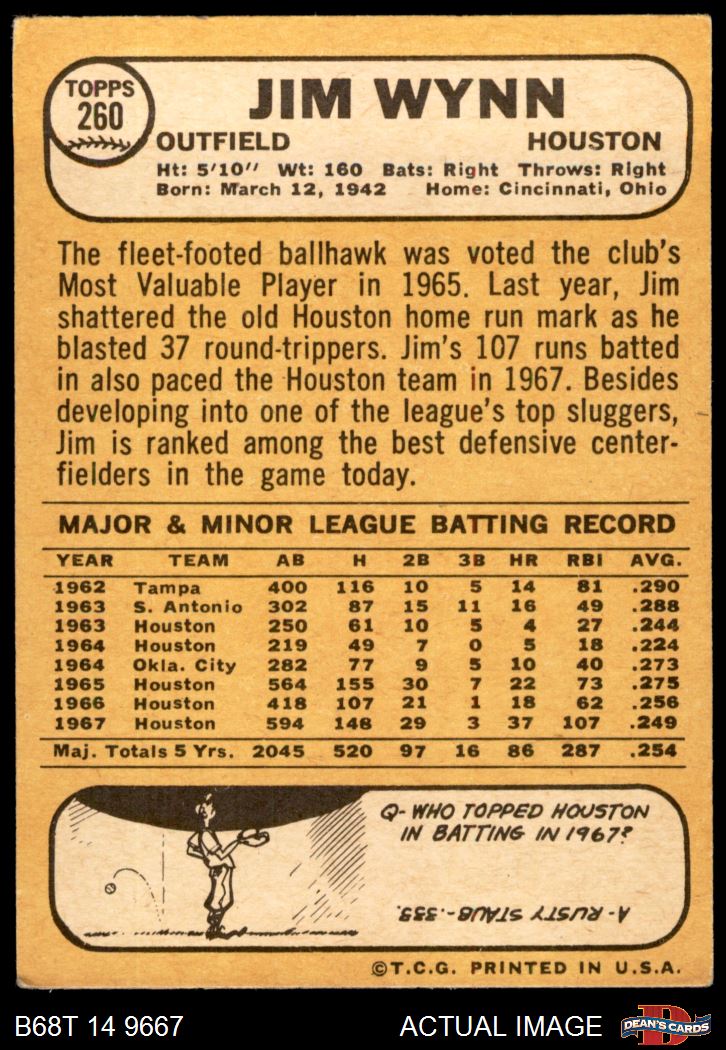 TOPPS
260
JIM WYNN
OUTFIELD HOUSTON
Ht: 5'10" Wt: 160 Bats: Right Throws: Right
Born: March 12, 1942 Home: Cincinnati, Ohio
The fleet-footed ballhawk was voted the club's
Most Valuable Player in 1965. Last year, Jim
shattered the old Houston home run mark as he
blasted 37 round-trippers. Jim's 107 runs batted
in also paced the Houston team in 1967. Besides
developing into one of the league's top sluggers,
Jim is ranked among the best defensive center-
fielders in the game today.
MAJOR & MINOR LEAGUE BATTING RECORD
YEAR TEAM AB H 2B 3B HR RBI AVG.
1962 Tampa 400 116 10 5 14 81 .290
1963 S. Antonio 302 87 15 11 16 49 .288
1963 Houston 250 61 10 5 4 27 .244
1964 Houston 219 49 7 0 5 18 .224
1964 Okla. City 282 77 9 5 10 40 .273
1965 Houston 564 155 30 7 22 73 .275
1966 Houston 418 107 21 1 18 62 .256
1967 Houston 594 148 29 3 37 107 .249
Maj. Totals 5 Yrs. 2045 520 97 16 86 287 .254
Q- WHO TOPPED HOUSTON
IN BATTING IN 1967?
A- RUSTY STAUB-.333.
©T.C.G. PRINTED IN U.S.A.
B68T 14 9667 ACTUAL IMAGE
D
DEAN'S CARDS